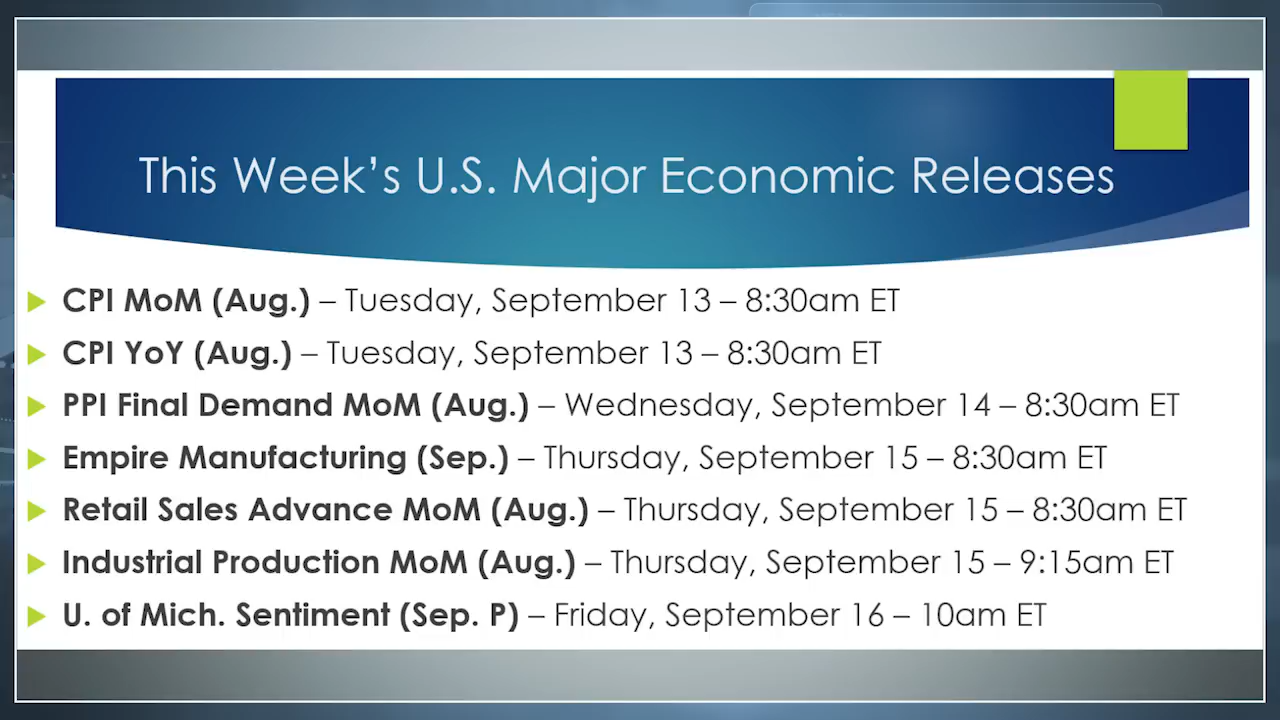 This Week's U.S. Major Economic Releases
CPI MoM (Aug.) – Tuesday, September 13 – 8:30am ET
CPI YoY (Aug.) – Tuesday, September 13 – 8:30am ET
PPI Final Demand MoM (Aug.) – Wednesday, September 14 – 8:30am ET
Empire Manufacturing (Sep.) – Thursday, September 15 – 8:30am ET
Retail Sales Advance MoM (Aug.) – Thursday, September 15 – 8:30am ET
Industrial Production MoM (Aug.) – Thursday, September 15 – 9:15am ET
U. of Mich. Sentiment (Sep. P) – Friday, September 16 – 10am ET